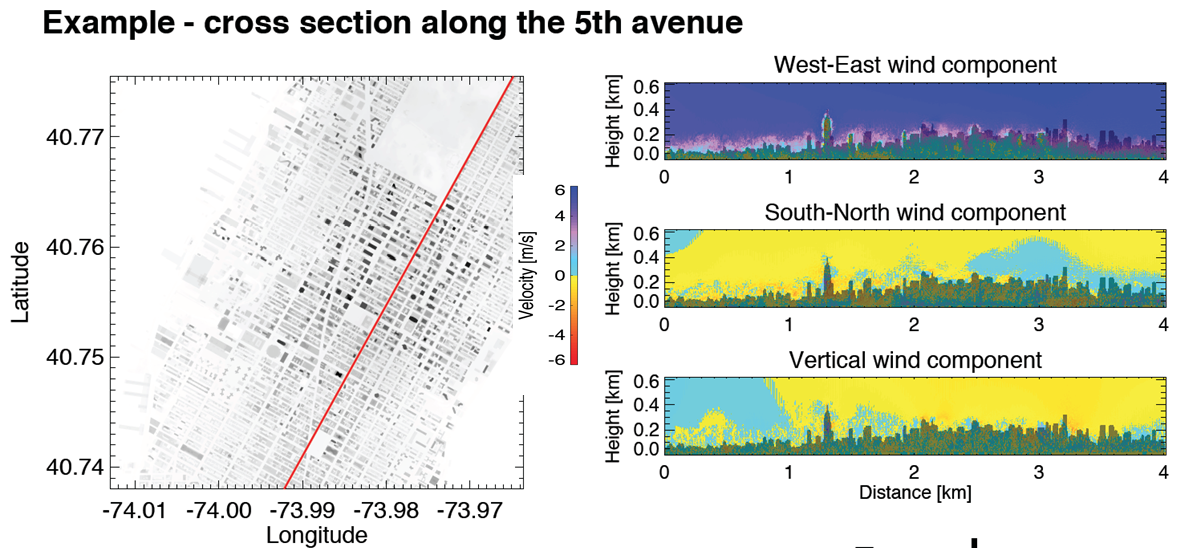 Example - cross section along the 5th avenue
40.77
40.76
40.75
40.74
Latitude
-74.01 -74.00 -73.99 -73.98 -73.97
Longitude
Velocity [m/s]
6
4
2
0
-2
-4
-6
West-East wind component
Height [km]
0.6
0.4
0.2
0.0
0 1 2 3 4
South-North wind component
Height [km]
0.6
0.4
0.2
0.0
0 1 2 3 4
Vertical wind component
Height [km]
0.6
0.4
0.2
0.0
0 1 2 3 4
Distance [km]